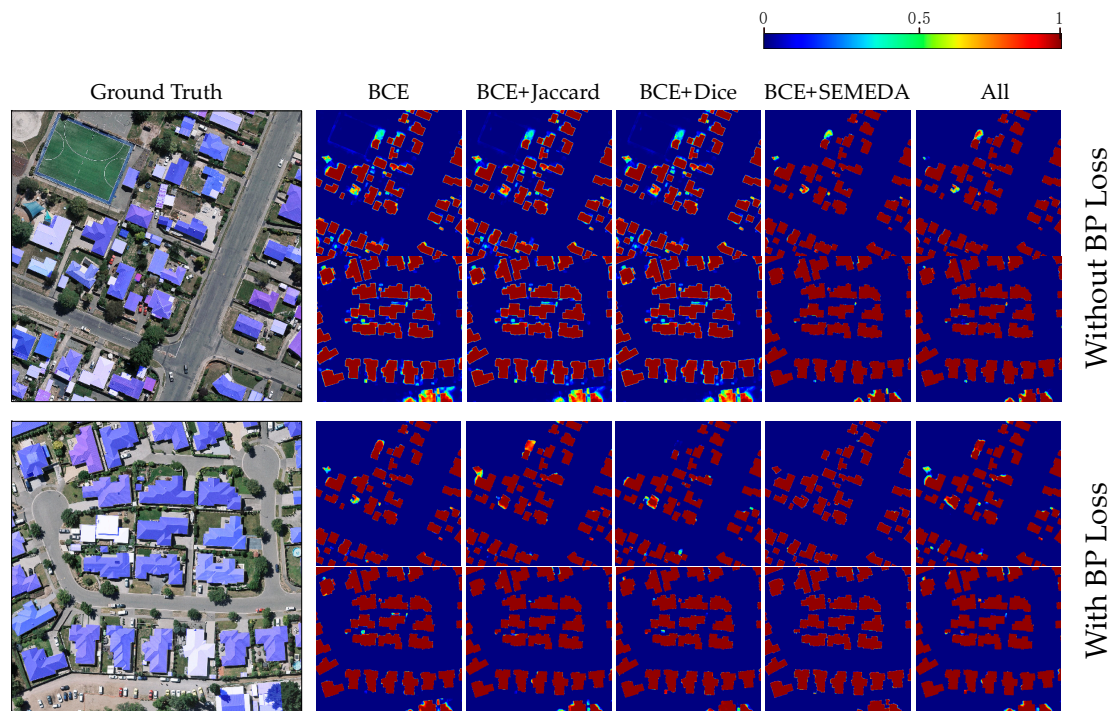 0 0.5 1
Ground Truth BCE BCE+Jaccard BCE+Dice BCE+SEMEDA All
Without BP Loss
With BP Loss